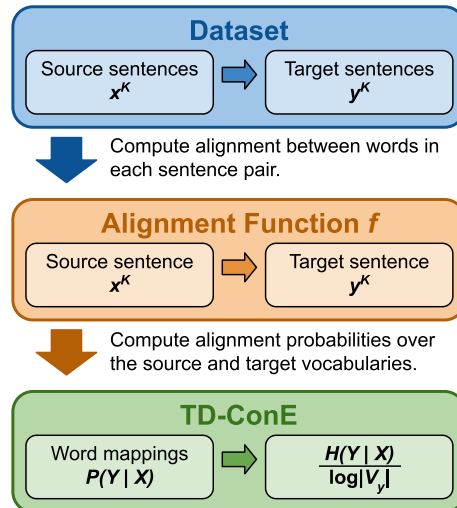 Dataset
Source sentences
x^K
Target sentences
y^K
Compute alignment between words in
each sentence pair.
Alignment Function f
Source sentence
x^K
Target sentence
y^K
Compute alignment probabilities over
the source and target vocabularies.
TD-ConE
Word mappings
P(Y | X)
H(Y | X)
log|V_y|